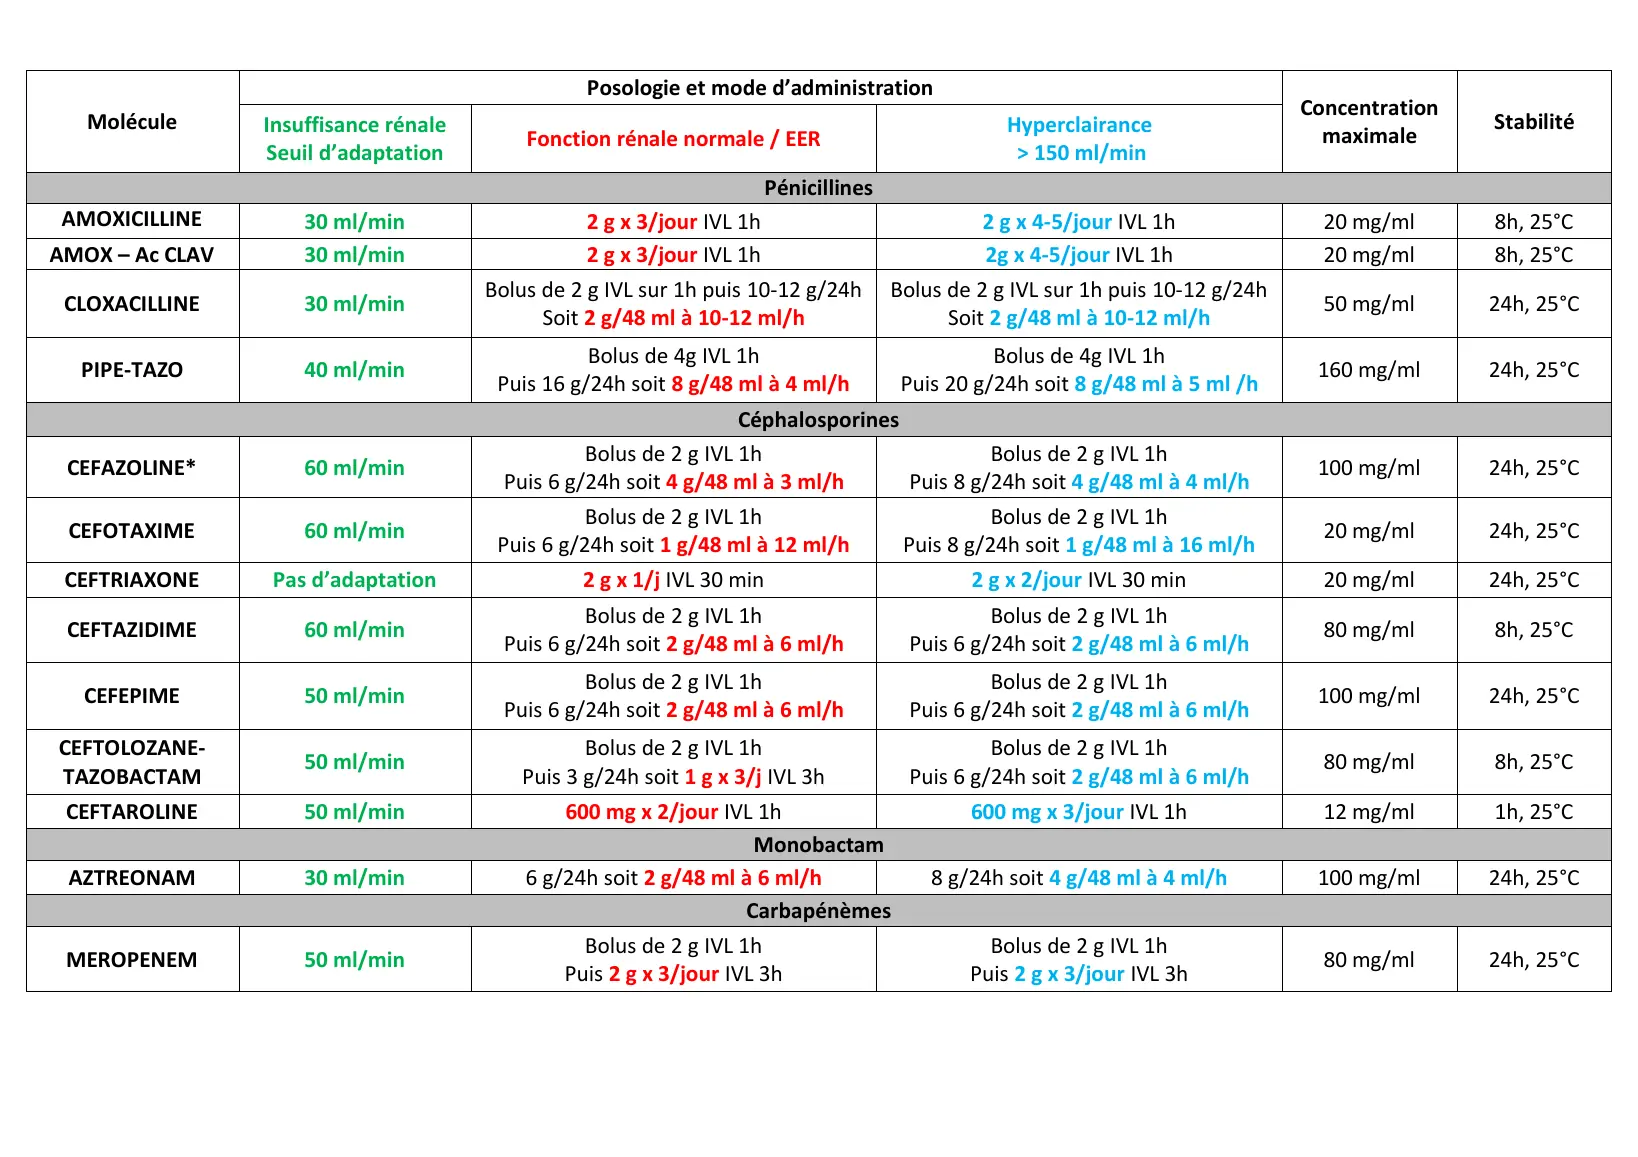 Molécule
Posologie et mode d’administration
Concentration
maximale
Stabilité
Insuffisance rénale
Seuil d’adaptation
Fonction rénale normale / EER
Hyperclairance
> 150 ml/min
Pénicillines
AMOXICILLINE
30 ml/min
2 g x 3/jour IVL 1h
2 g x 4-5/jour IVL 1h
20 mg/ml
8h, 25°C
AMOX – Ac CLAV
30 ml/min
2 g x 3/jour IVL 1h
2g x 4-5/jour IVL 1h
20 mg/ml
8h, 25°C
CLOXACILLINE
30 ml/min
Bolus de 2 g IVL sur 1h puis 10-12 g/24h
Soit 2 g/48 ml à 10-12 ml/h
Bolus de 2 g IVL sur 1h puis 10-12 g/24h
Soit 2 g/48 ml à 10-12 ml/h
50 mg/ml
24h, 25°C
PIPE-TAZO
40 ml/min
Bolus de 4g IVL 1h
Puis 16 g/24h soit 8 g/48 ml à 4 ml/h
Bolus de 4g IVL 1h
Puis 20 g/24h soit 8 g/48 ml à 5 ml /h
160 mg/ml
24h, 25°C
Céphalosporines
CEFAZOLINE*
60 ml/min
Bolus de 2 g IVL 1h
Puis 6 g/24h soit 4 g/48 ml à 3 ml/h
Bolus de 2 g IVL 1h
Puis 8 g/24h soit 4 g/48 ml à 4 ml/h
100 mg/ml
24h, 25°C
CEFOTAXIME
60 ml/min
Bolus de 2 g IVL 1h
Puis 6 g/24h soit 1 g/48 ml à 12 ml/h
Bolus de 2 g IVL 1h
Puis 8 g/24h soit 1 g/48 ml à 16 ml/h
20 mg/ml
24h, 25°C
CEFTRIAXONE
Pas d’adaptation
2 g x 1/j IVL 30 min
2 g x 2/jour IVL 30 min
20 mg/ml
24h, 25°C
CEFTAZIDIME
60 ml/min
Bolus de 2 g IVL 1h
Puis 6 g/24h soit 2 g/48 ml à 6 ml/h
Bolus de 2 g IVL 1h
Puis 6 g/24h soit 2 g/48 ml à 6 ml/h
80 mg/ml
8h, 25°C
CEFEPIME
50 ml/min
Bolus de 2 g IVL 1h
Puis 6 g/24h soit 2 g/48 ml à 6 ml/h
Bolus de 2 g IVL 1h
Puis 6 g/24h soit 2 g/48 ml à 6 ml/h
100 mg/ml
24h, 25°C
CEFTOLOZANE-
TAZOBACTAM
50 ml/min
Bolus de 2 g IVL 1h
Puis 3 g/24h soit 1 g x 3/j IVL 3h
Bolus de 2 g IVL 1h
Puis 6 g/24h soit 2 g/48 ml à 6 ml/h
80 mg/ml
8h, 25°C
CEFTAROLINE
50 ml/min
600 mg x 2/jour IVL 1h
600 mg x 3/jour IVL 1h
12 mg/ml
1h, 25°C
Monobactam
AZTREONAM
30 ml/min
6 g/24h soit 2 g/48 ml à 6 ml/h
8 g/24h soit 4 g/48 ml à 4 ml/h
100 mg/ml
24h, 25°C
Carbapénèmes
MEROPENEM
50 ml/min
Bolus de 2 g IVL 1h
Puis 2 g x 3/jour IVL 3h
Bolus de 2 g IVL 1h
Puis 2 g x 3/jour IVL 3h
80 mg/ml
24h, 25°C